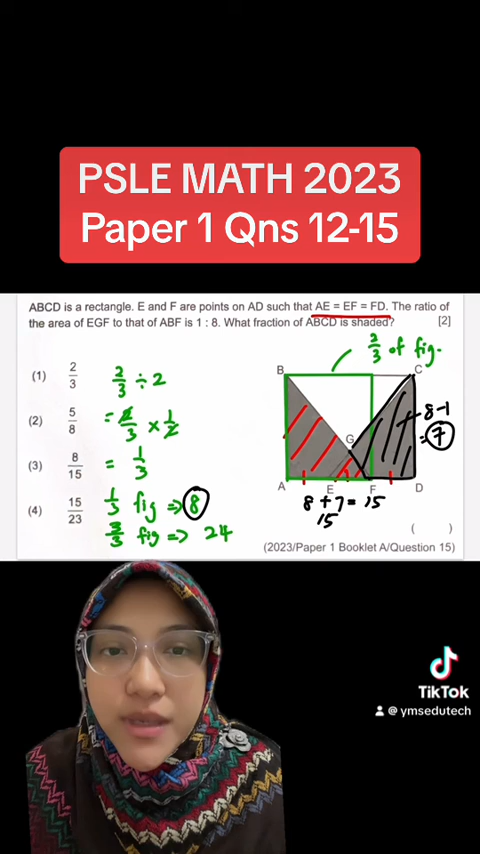 PSLE MATH 2023
Paper 1 Qns 12-15
ABCD is a rectangle. E and F are points on AD such that AE = EF = FD. The ratio of
the area of EGF to that of ABF is 1 : 8. What fraction of ABCD is shaded? [2]
2/3 of fig.
(1) 2/3
2/3 ÷ 2
(2) 5/8
= 2/3 × 1/2
(3) 8/15
= 1/3
(4) 15/23
1/3 fig => 8
3/3 fig => 24
B
C
8-1
= 7
G
A
E
F
D
8 + 7 = 15
15
( )
(2023/Paper 1 Booklet A/Question 15)
TikTok
@ ymsedutech